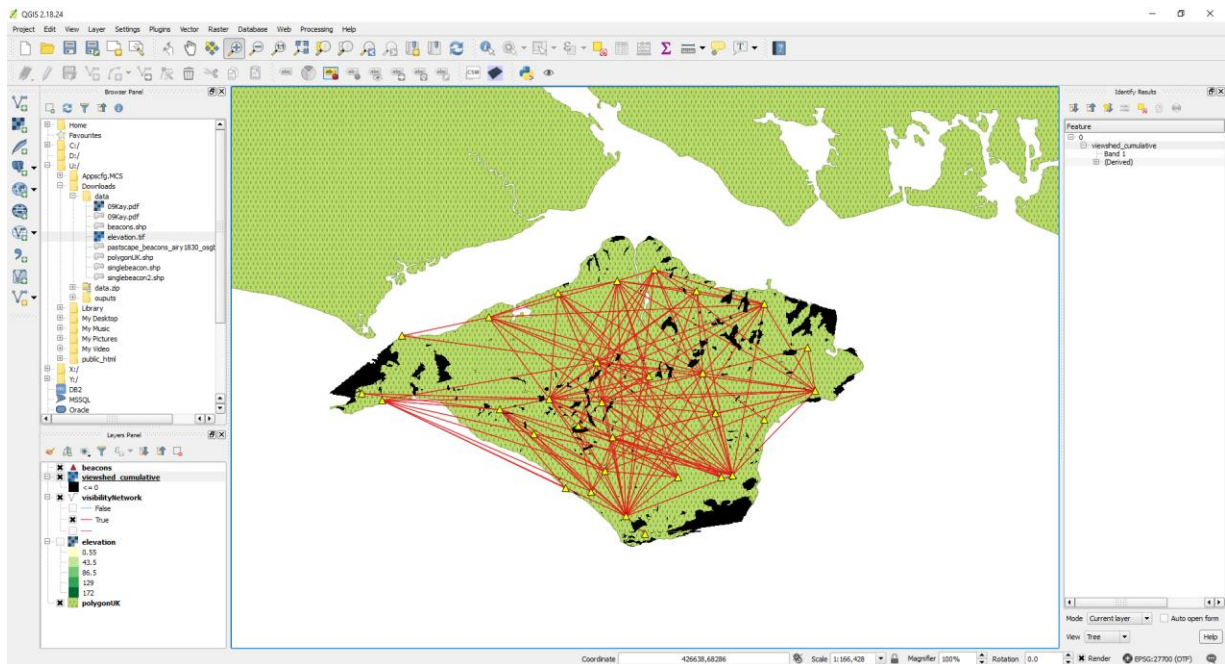 QGIS 2.18.24
Project Edit View Layer Settings Plugins Vector Raster Database Web Processing Help
Browser Panel
Home
Favourites
C:/
D:/
U:/
Appscfg.MCS
Downloads
data
09Kay.pdf
09Kay.pdf
beacons.shp
elevation.tif
pastscape_beacons_airy1830_osgb
polygonUK.shp
singlebeacon.shp
singlebeacon2.shp
data.zip
ouputs
Library
My Desktop
My Music
My Pictures
My Video
public_html
X:/
Y:/
DB2
MSSQL
Oracle
Layers Panel
beacons
viewshed_cumulative
<= 0
visibilityNetwork
False
True
elevation
0.55
43.5
86.5
129
172
polygonUK
Identify Results
Feature
0
viewshed_cumulative
Band 1
(Derived)
Mode Current layer Auto open form
View Tree Help
Coordinate 426638,68286 Scale 1:166,428 Magnifier 100% Rotation 0.0 Render EPSG:27700 (OTF)